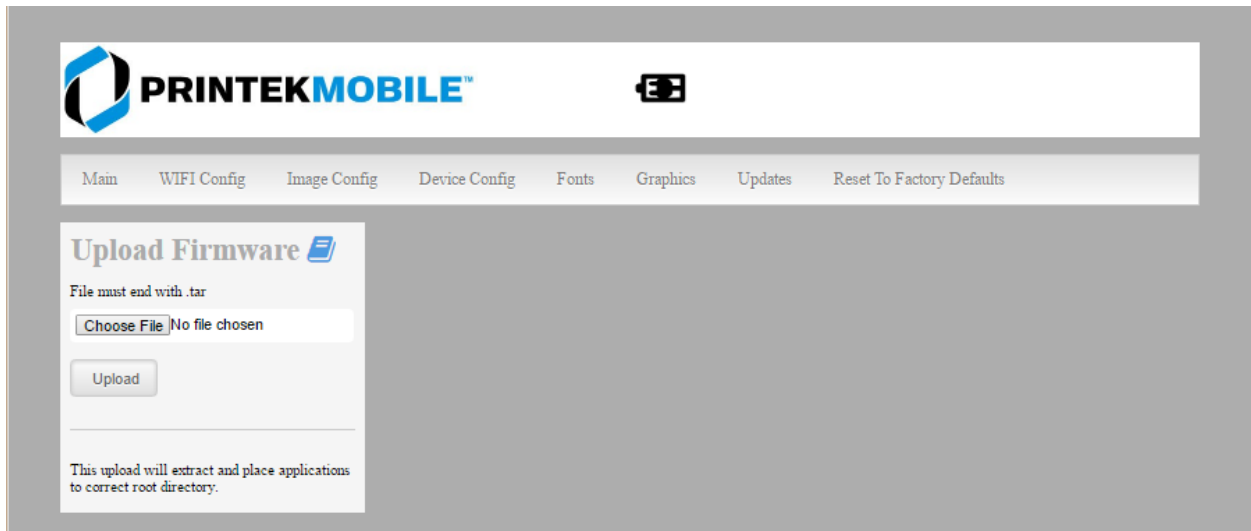 PRINTEKMOBILE™
Main WIFI Config Image Config Device Config Fonts Graphics Updates Reset To Factory Defaults
Upload Firmware
File must end with .tar
Choose File No file chosen
Upload
This upload will extract and place applications
to correct root directory.